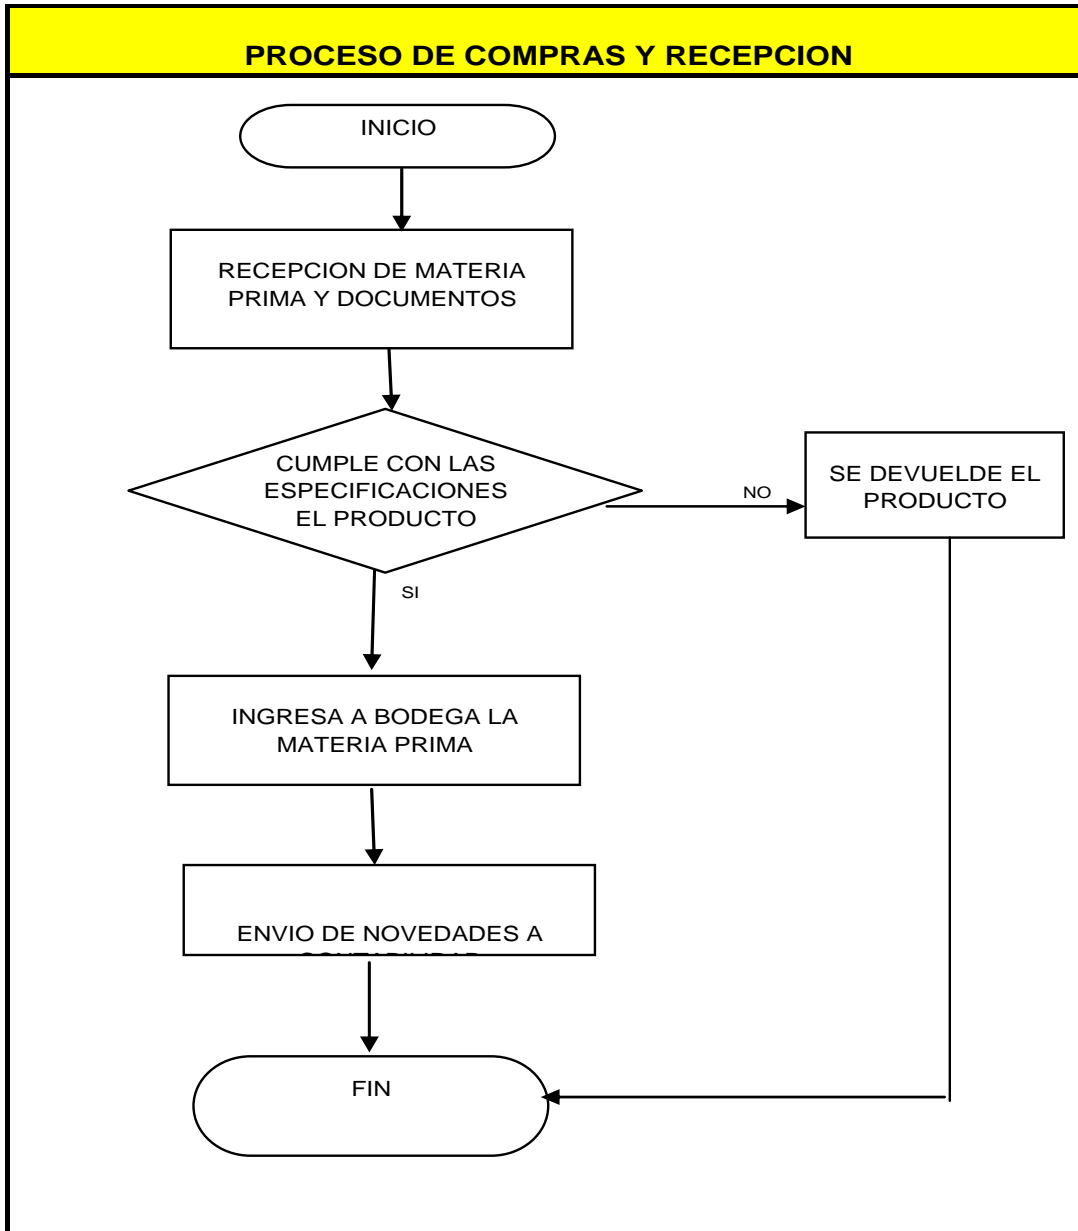 PROCESO DE COMPRAS Y RECEPCION
INICIO
RECEPCION DE MATERIA
PRIMA Y DOCUMENTOS
CUMPLE CON LAS
ESPECIFICACIONES
EL PRODUCTO
NO
SE DEVUELDE EL
PRODUCTO
SI
INGRESA A BODEGA LA
MATERIA PRIMA
ENVIO DE NOVEDADES A
FIN